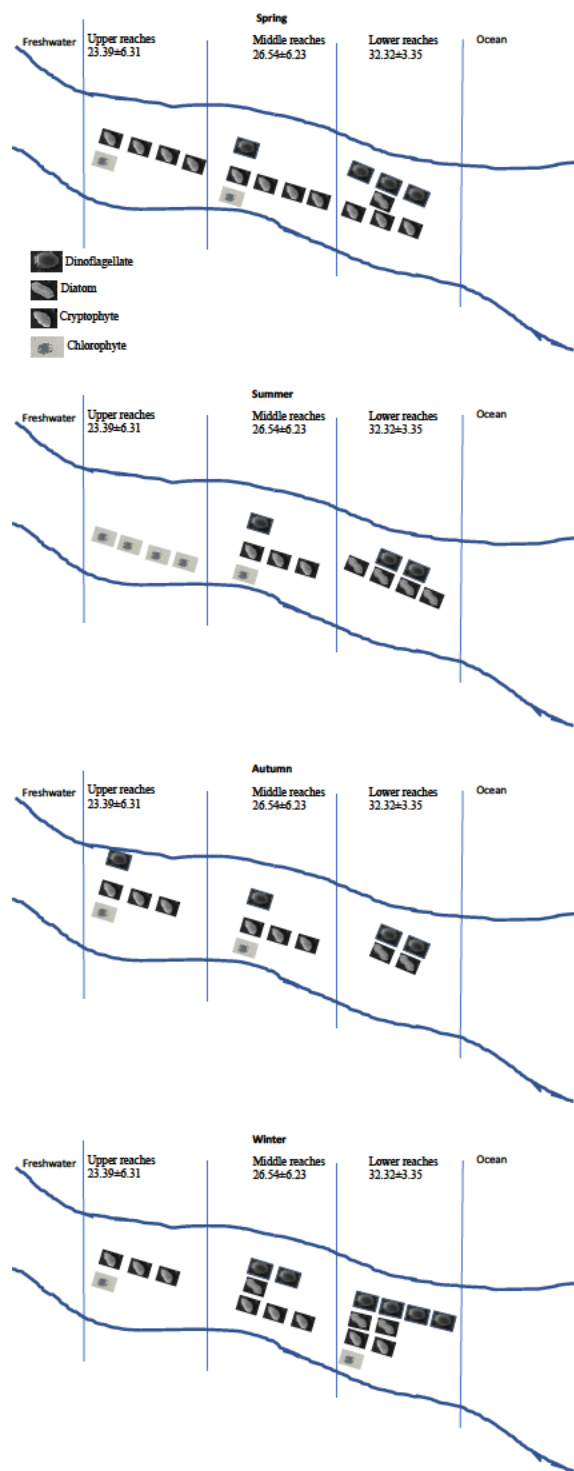 Spring
Freshwater
Upper reaches
23.39±6.31
Middle reaches
26.54±6.23
Lower reaches
32.32±3.35
Ocean
Dinoflagellate
Diatom
Cryptophyte
Chlorophyte
Summer
Freshwater
Upper reaches
23.39±6.31
Middle reaches
26.54±6.23
Lower reaches
32.32±3.35
Ocean
Autumn
Freshwater
Upper reaches
23.39±6.31
Middle reaches
26.54±6.23
Lower reaches
32.32±3.35
Ocean
Winter
Freshwater
Upper reaches
23.39±6.31
Middle reaches
26.54±6.23
Lower reaches
32.32±3.35
Ocean